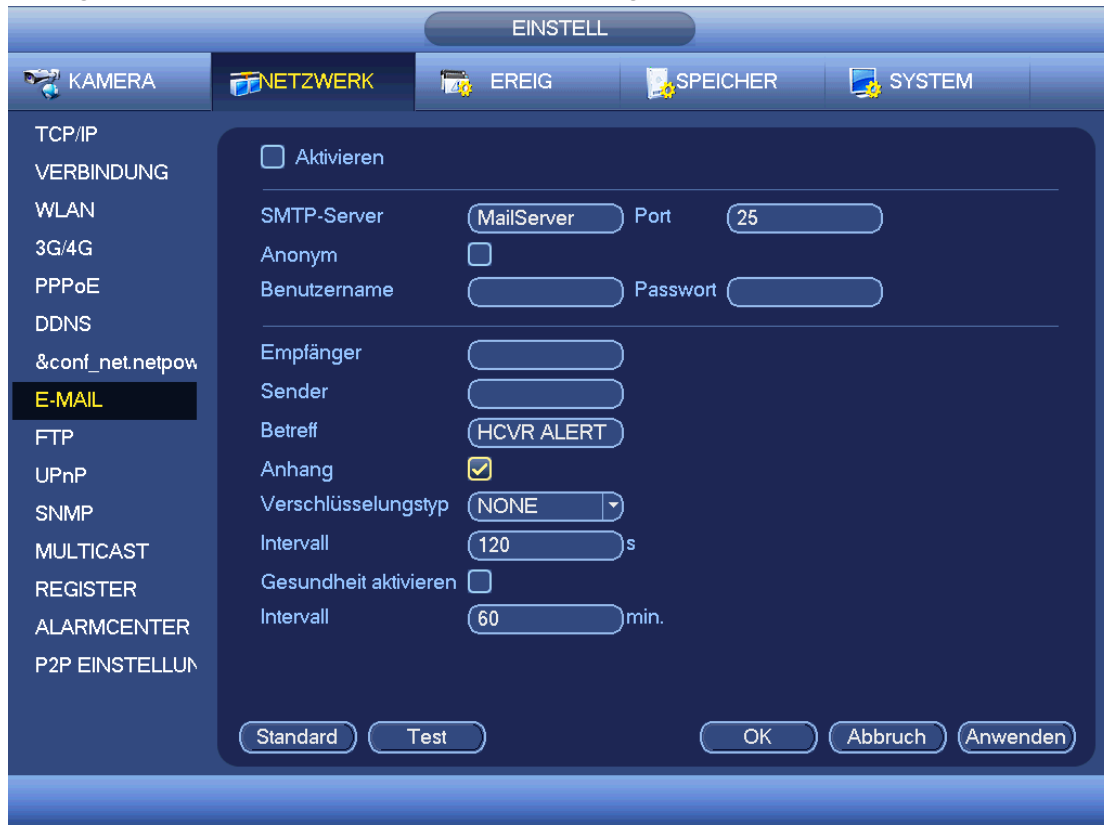 EINSTELL
KAMERA NETZWERK EREIG SPEICHER SYSTEM
TCP/IP
VERBINDUNG
WLAN
3G/4G
PPPoE
DDNS
&conf_net.netpow
E-MAIL
FTP
UPnP
SNMP
MULTICAST
REGISTER
ALARMCENTER
P2P EINSTELLUN
Aktivieren
SMTP-Server MailServer Port 25
Anonym
Benutzername Passwort
Empfänger
Sender
Betreff HCVR ALERT
Anhang
Verschlüsselungstyp NONE
Intervall 120 s
Gesundheit aktivieren
Intervall 60 min.
Standard Test OK Abbruch Anwenden